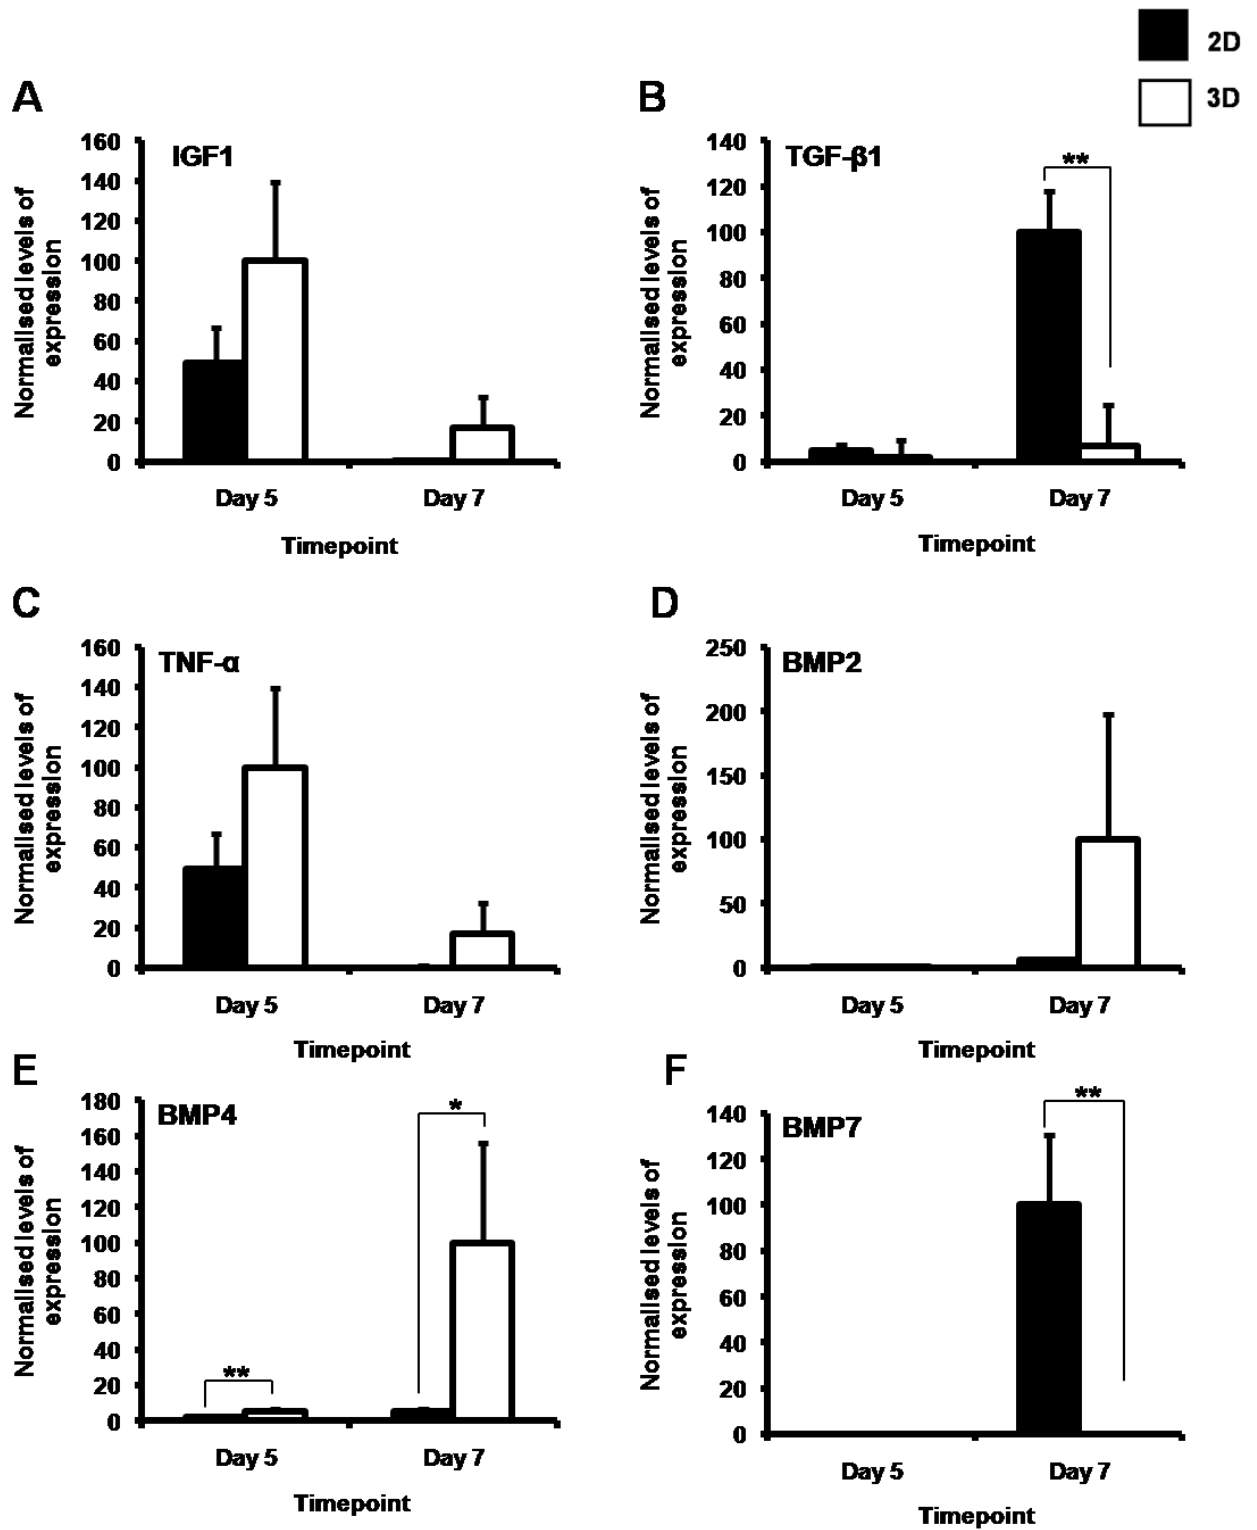 2D
3D
A
B
IGF1
TGF-β1
**
Normalised levels of
expression
160
140
120
100
80
60
40
20
0
Day 5
Day 7
Timepoint
Normalised levels of
expression
140
120
100
80
60
40
20
0
Day 5
Day 7
Timepoint
C
D
TNF-α
Normalised levels of
expression
160
140
120
100
80
60
40
20
0
Day 5
Day 7
Timepoint
BMP2
Normalised levels of
expression
250
200
150
100
50
0
Day 5
Day 7
Timepoint
E
F
BMP4
*
**
Normalised levels of
expression
180
160
140
120
100
80
60
40
20
0
Day 5
Day 7
Timepoint
BMP7
**
Normalised levels of
expression
140
120
100
80
60
40
20
0
Day 5
Day 7
Timepoint